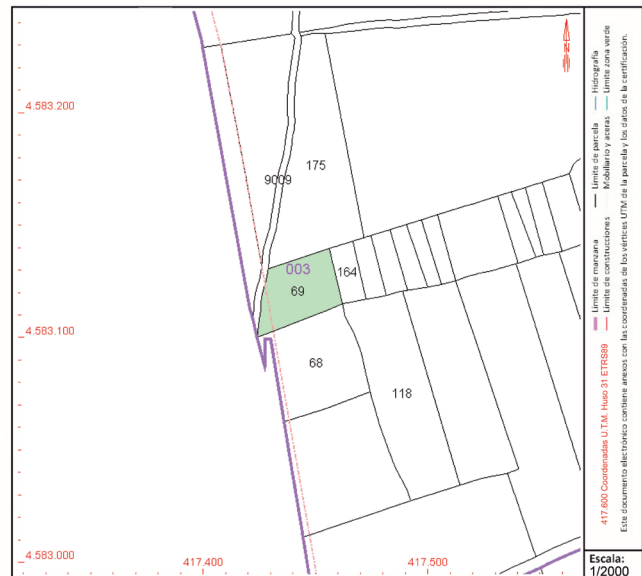 4.583.200
175
9009
003
164
69
4.583.100
68
118
4.583.000
417.400
417.500
Límite de manzana
Límite de parcela
Hidrografía
Límite de construcciones
Mobiliario y aceras
Límite zona verde
417.600 Coordenadas U.T.M. Huso 31 ETRS89
Este documento electrónico contiene anexos con las coordenadas de los vértices UTM de la parcela y los datos de la certificación.
Escala:
1/2000